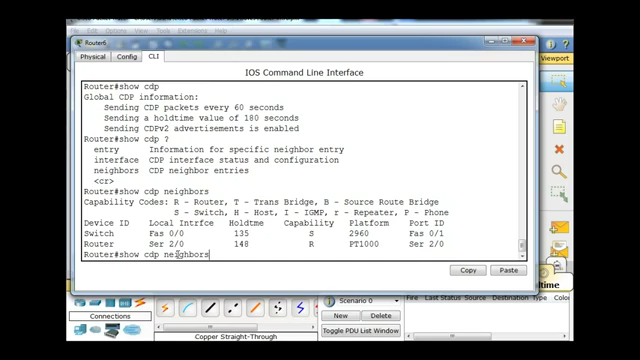 Router6
Physical Config CLI
IOS Command Line Interface
Router#show cdp
Global CDP information:
Sending CDP packets every 60 seconds
Sending a holdtime value of 180 seconds
Sending CDPv2 advertisements is enabled
Router#show cdp ?
entry Information for specific neighbor entry
interface CDP interface status and configuration
neighbors CDP neighbor entries
<cr>
Router#show cdp neighbors
Capability Codes: R - Router, T - Trans Bridge, B - Source Route Bridge
S - Switch, H - Host, I - IGMP, r - Repeater, P - Phone
Device ID Local Intrfce Holdtme Capability Platform Port ID
Switch Fas 0/0 135 S 2960 Fas 0/1
Router Ser 2/0 148 R PT1000 Ser 2/0
Router#show cdp neighbors
Copy Paste
Viewport
Connections
Copper Straight-Through
Scenario 0
New Delete
Toggle PDU List Window
Fire Last Status Source Destination Type